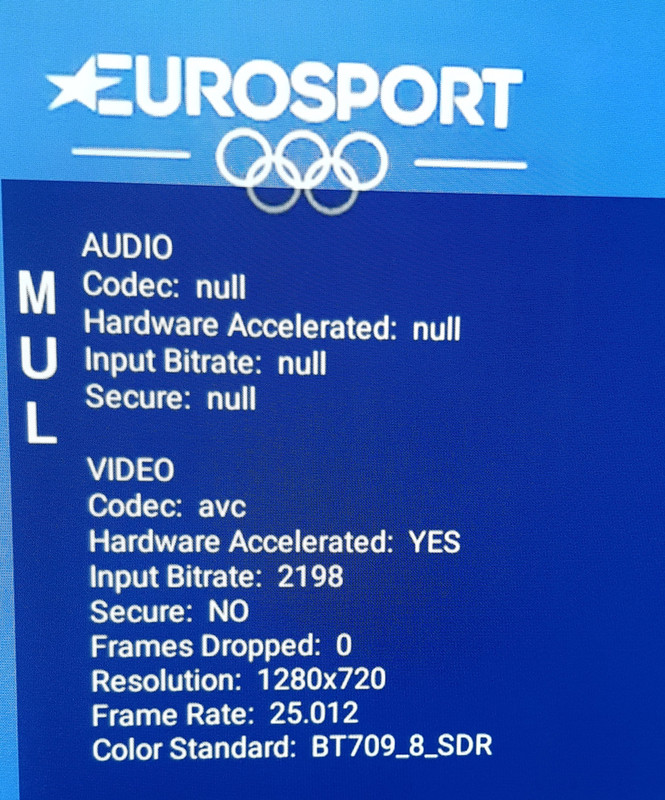 EUROSPORT
AUDIO
Codec: null
Hardware Accelerated: null
Input Bitrate: null
Secure: null
MUL
VIDEO
Codec: avc
Hardware Accelerated: YES
Input Bitrate: 2198
Secure: NO
Frames Dropped: 0
Resolution: 1280x720
Frame Rate: 25.012
Color Standard: BT709_8_SDR